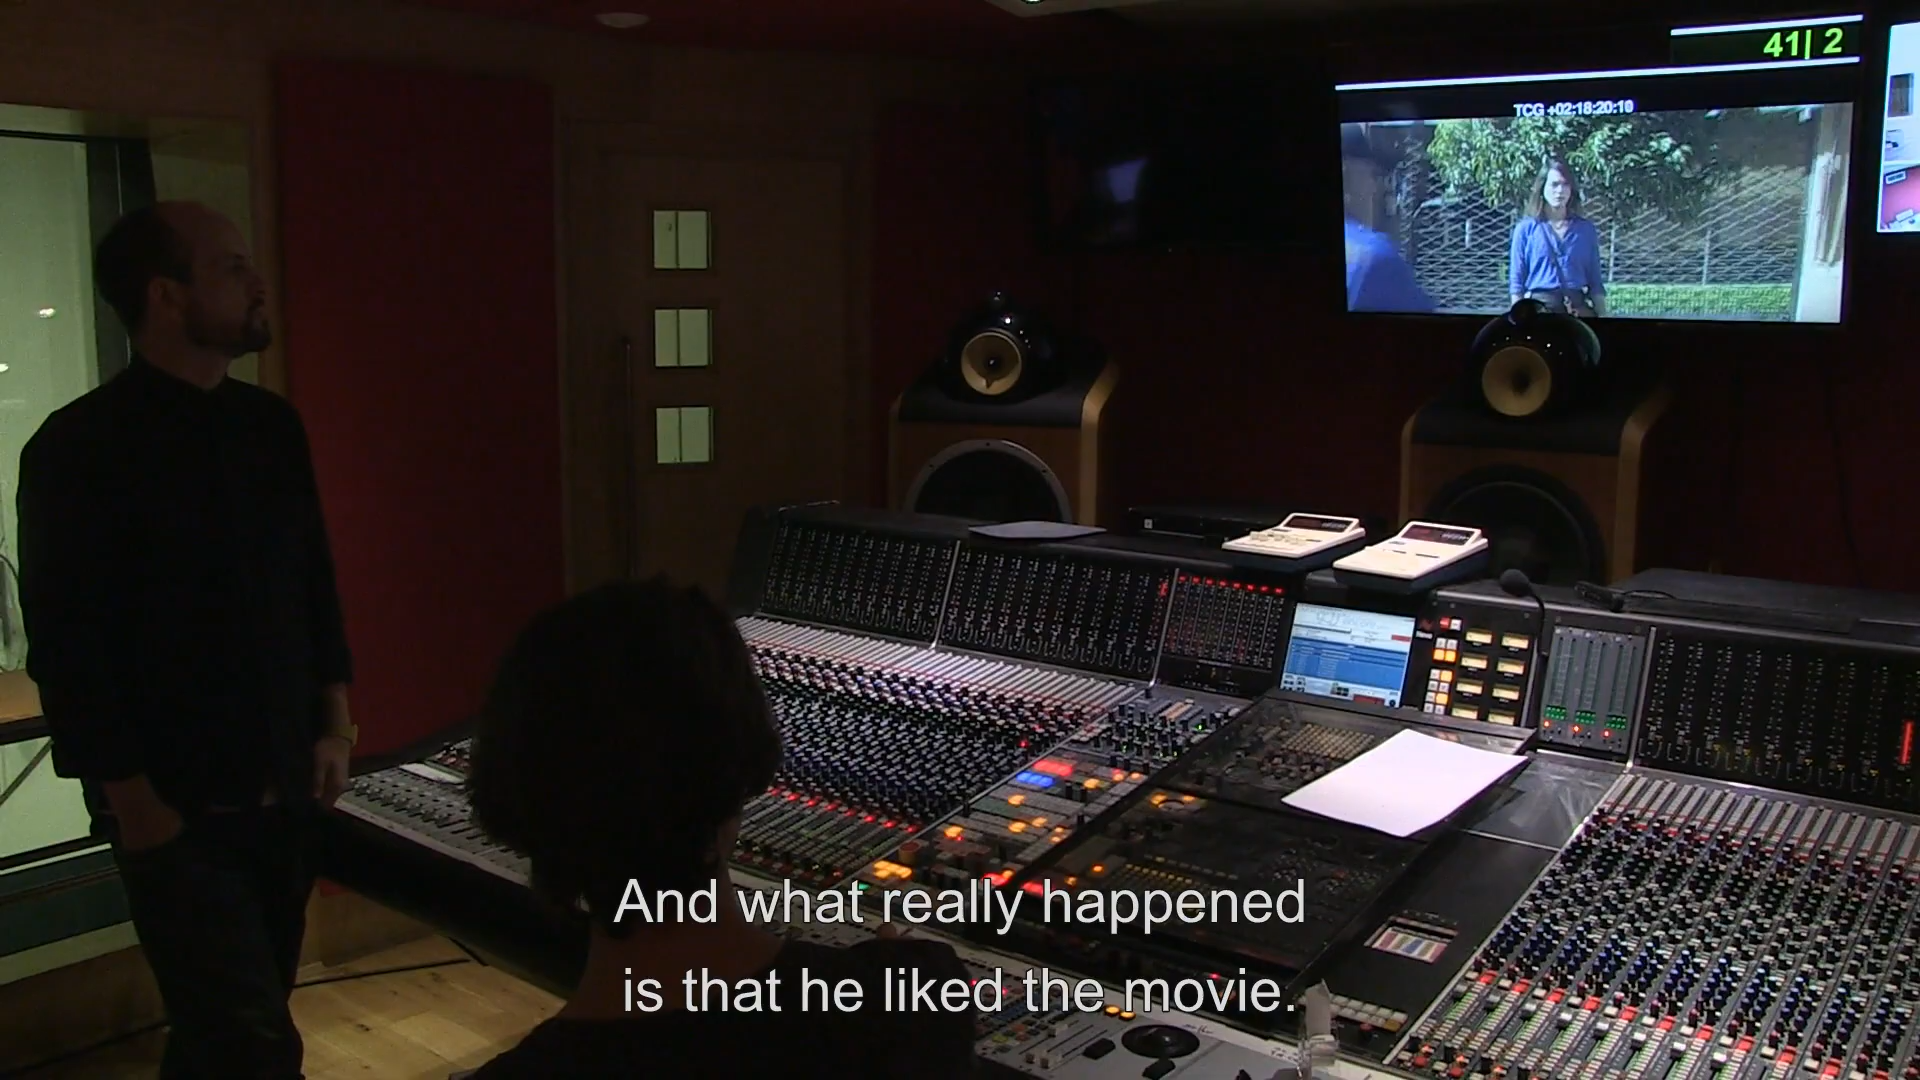 41| 2
TCG +02:18:20:10
And what really happened
is that he liked the movie.